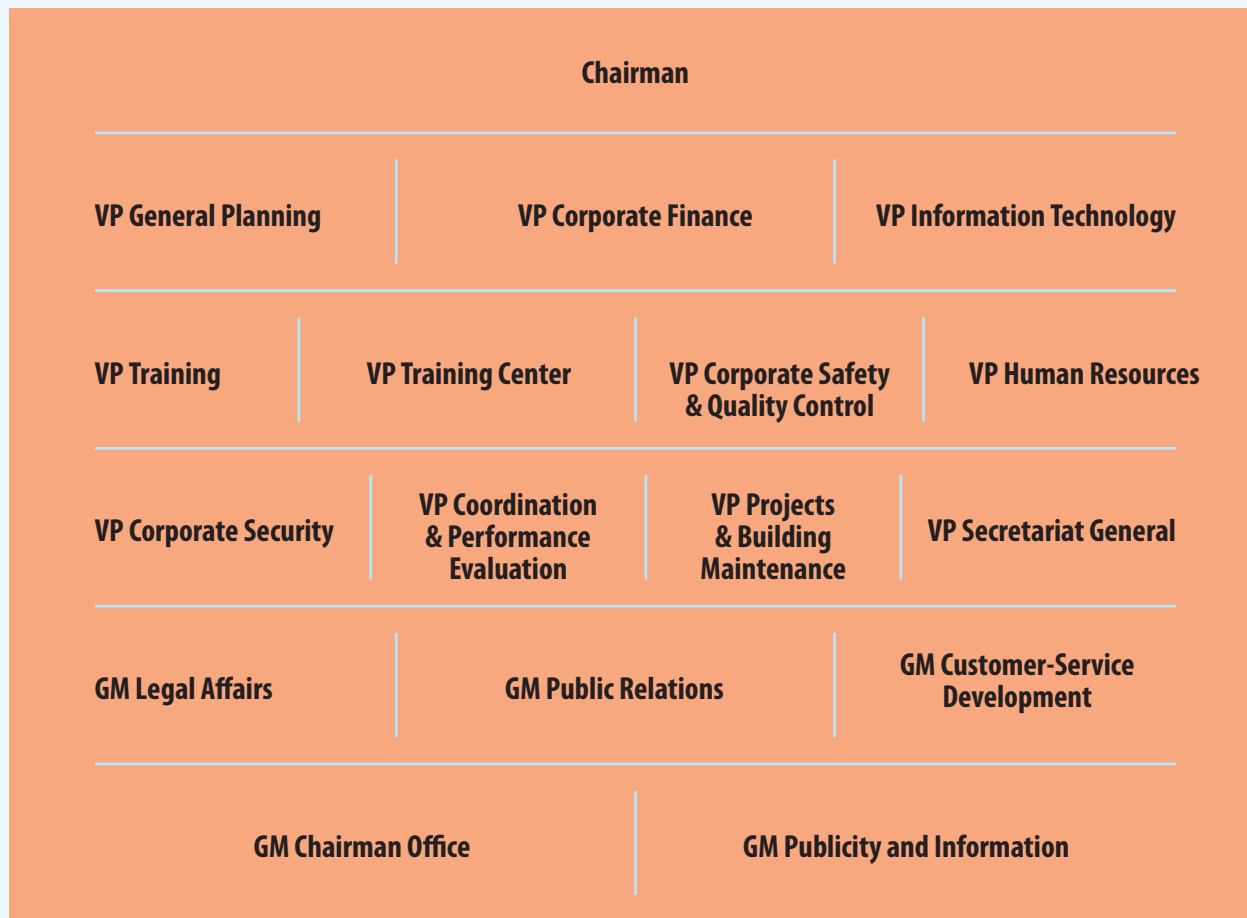 Chairman
VP General Planning
VP Corporate Finance
VP Information Technology
VP Training
VP Training Center
VP Corporate Safety
& Quality Control
VP Human Resources
VP Corporate Security
VP Coordination
& Performance
Evaluation
VP Projects
& Building
Maintenance
VP Secretariat General
GM Legal Affairs
GM Public Relations
GM Customer-Service
Development
GM Chairman Office
GM Publicity and Information